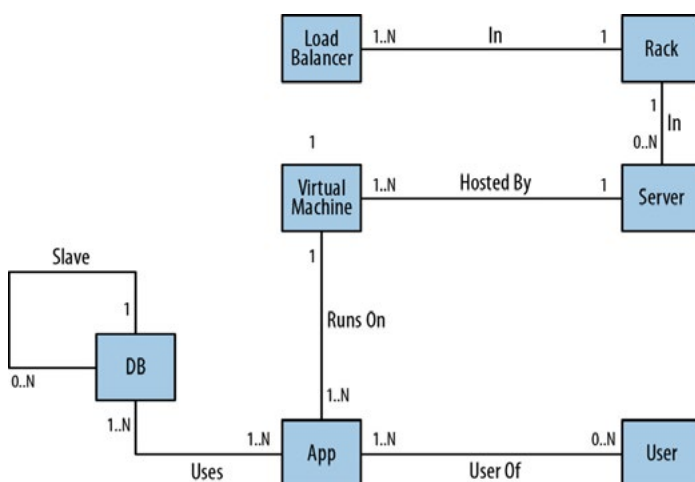 Load
Balancer
1..N
In
1
Rack
1
In
0..N
1
Virtual
Machine
1..N
Hosted By
1
Server
1
Slave
1
Runs On
DB
0..N
1..N
1..N
1..N
App
1..N
0..N
User
Uses
User Of